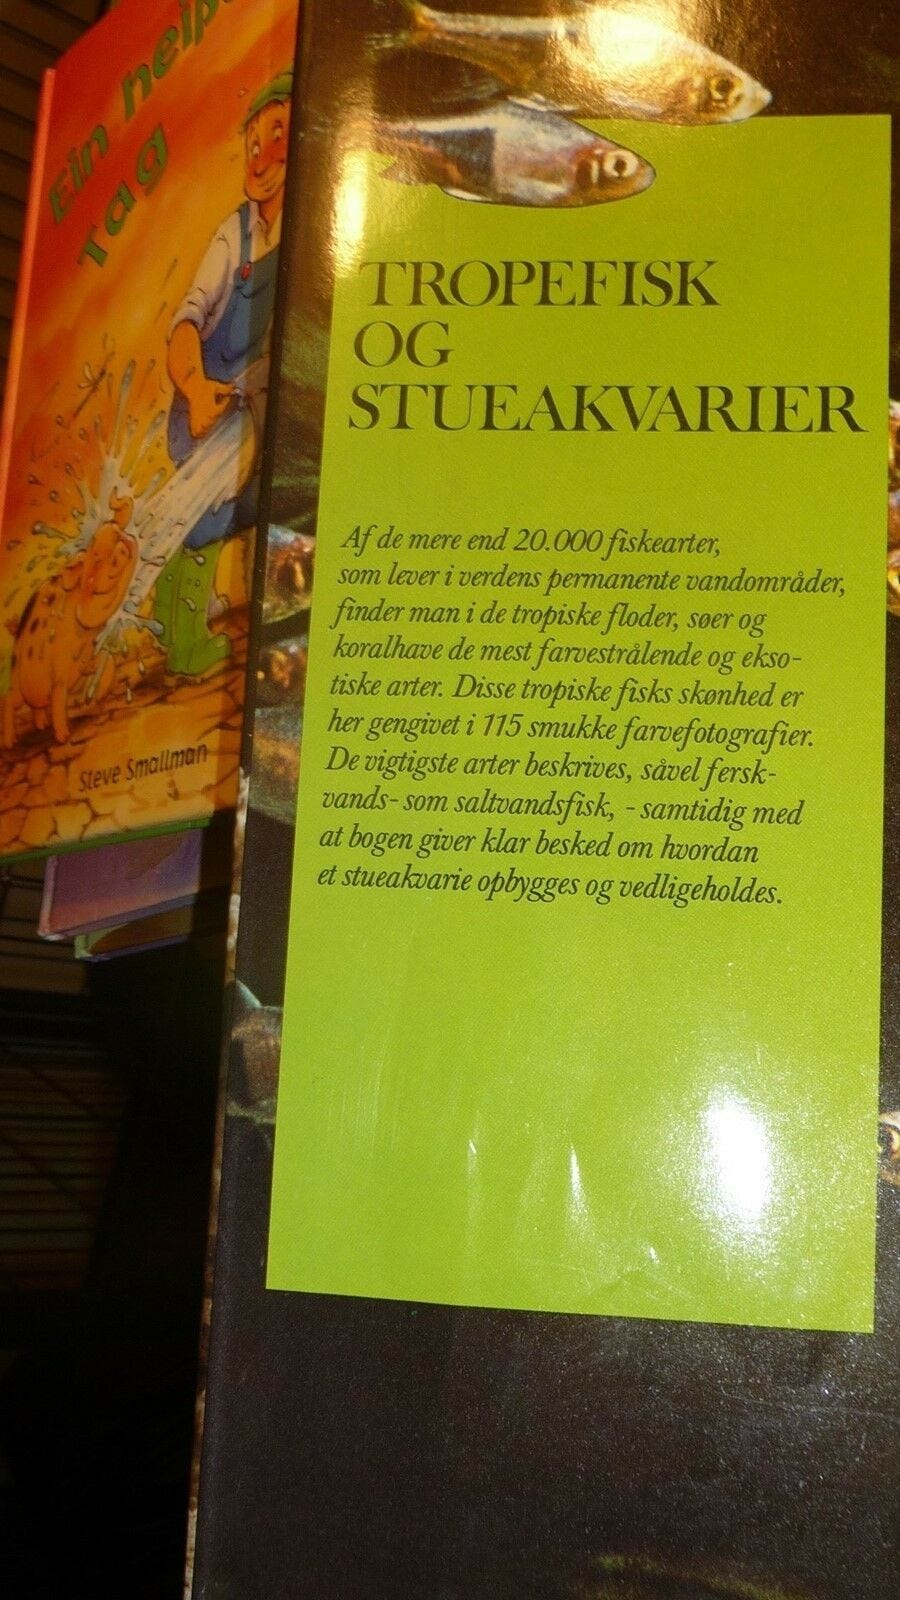 Ein heiß
Tag
Steve Smallman
TROPEFISK
OG
STUEAKVARIER
Af de mere end 20.000 fiskearter,
som lever i verdens permanente vandområder,
finder man i de tropiske floder, søer og
koralhave de mest farvestrålende og ekso-
tiske arter. Disse tropiske fisks skønhed er
her gengivet i 115 smukke farvefotografier.
De vigtigste arter beskrives, såvel fersk-
vands- som saltvandsfisk, - samtidig med
at bogen giver klar besked om hvordan
et stueakvarie opbygges og vedligeholdes.